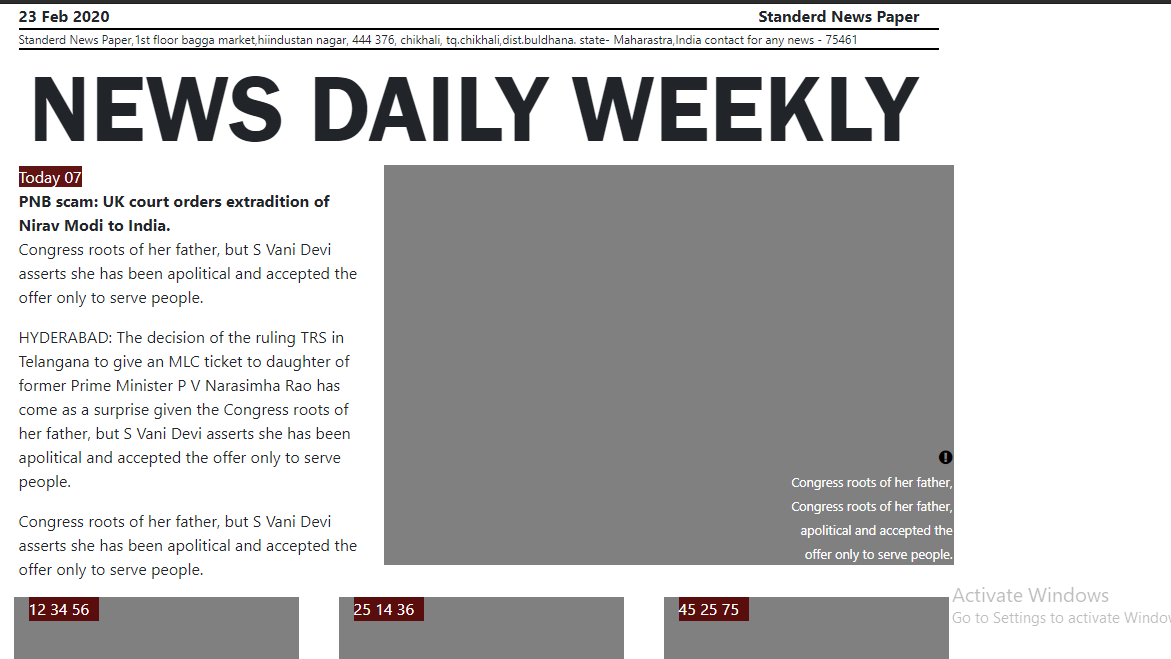 23 Feb 2020
Standerd News Paper
Standerd News Paper,1st floor bagga market,hiindustan nagar, 444 376, chikhali, tq.chikhali,dist.buldhana. state- Maharastra,India contact for any news - 75461
NEWS DAILY WEEKLY
Today 07
PNB scam: UK court orders extradition of
Nirav Modi to India.
Congress roots of her father, but S Vani Devi
asserts she has been apolitical and accepted the
offer only to serve people.
HYDERABAD: The decision of the ruling TRS in
Telangana to give an MLC ticket to daughter of
former Prime Minister P V Narasimha Rao has
come as a surprise given the Congress roots of
her father, but S Vani Devi asserts she has been
apolitical and accepted the offer only to serve
people.
Congress roots of her father, but S Vani Devi
asserts she has been apolitical and accepted the
offer only to serve people.
Congress roots of her father,
Congress roots of her father,
apolitical and accepted the
offer only to serve people.
12 34 56
25 14 36
45 25 75
Activate Windows
Go to Settings to activate Windo